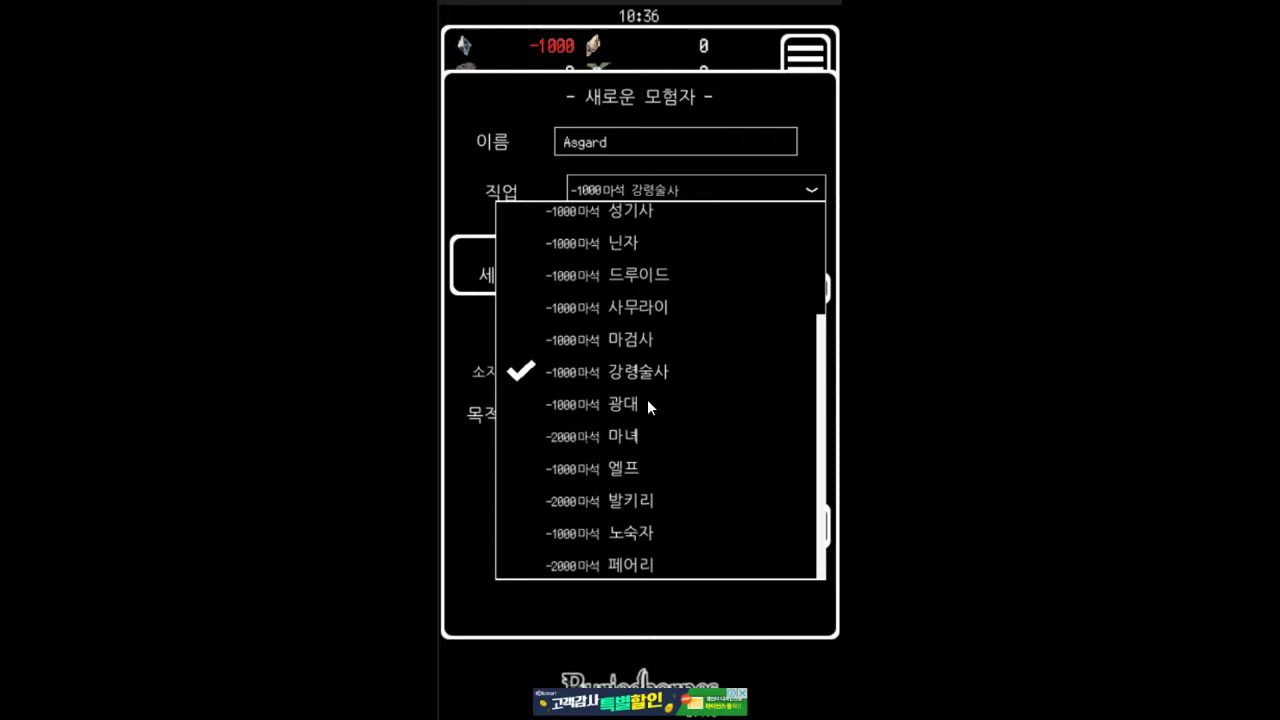 10:36
-1000 0
- 새로운 모험자 -
이름 Asgard
직업 -1000마석 강령술사
-1000마석 성기사
-1000마석 닌자
세
-1000마석 드루이드
-1000마석 사무라이
-1000마석 마검사
소지
-1000마석 강령술사
-1000마석 광대
목적
-2000마석 마녀
-1000마석 엘프
-2000마석 발키리
-1000마석 노숙자
-2000마석 페어리
고객감사 특별할인